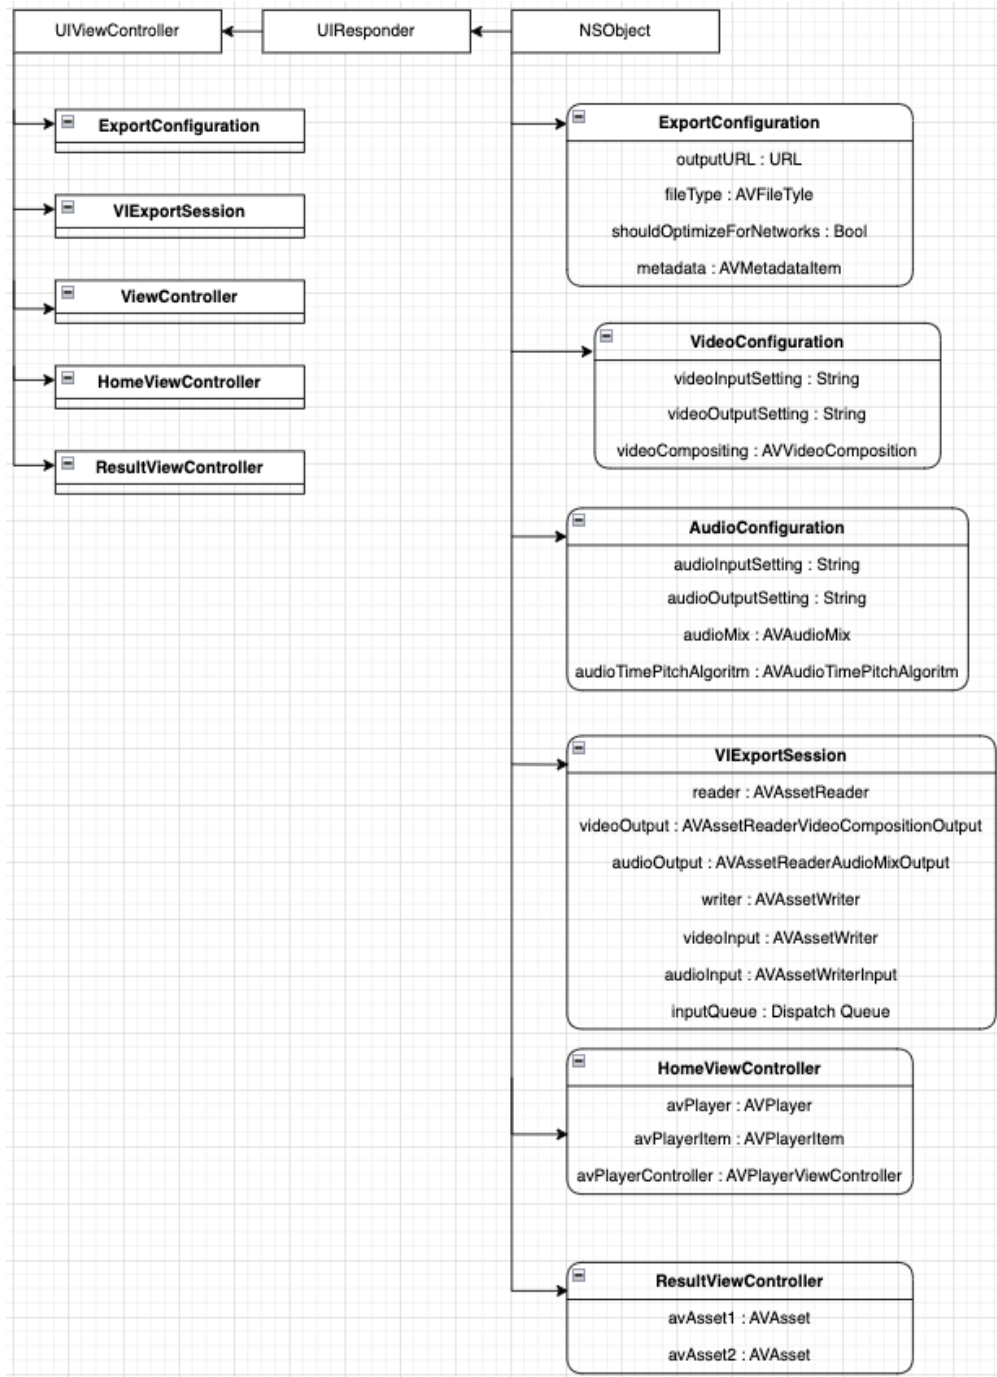 UIViewController
UIResponder
NSObject
ExportConfiguration
VIExportSession
ViewController
HomeViewController
ResultViewController
ExportConfiguration
outputURL : URL
fileType : AVFileTyle
shouldOptimizeForNetworks : Bool
metadata : AVMetadataItem
VideoConfiguration
videoInputSetting : String
videoOutputSetting : String
videoCompositing : AVVideoComposition
AudioConfiguration
audioInputSetting : String
audioOutputSetting : String
audioMix : AVAudioMix
audioTimePitchAlgoritm : AVAudioTimePitchAlgoritm
VIExportSession
reader : AVAssetReader
videoOutput : AVAssetReaderVideoCompositionOutput
audioOutput : AVAssetReaderAudioMixOutput
writer : AVAssetWriter
videoInput : AVAssetWriter
audioInput : AVAssetWriterInput
inputQueue : Dispatch Queue
HomeViewController
avPlayer : AVPlayer
avPlayerItem : AVPlayerItem
avPlayerController : AVPlayerViewController
ResultViewController
avAsset1 : AVAsset
avAsset2 : AVAsset